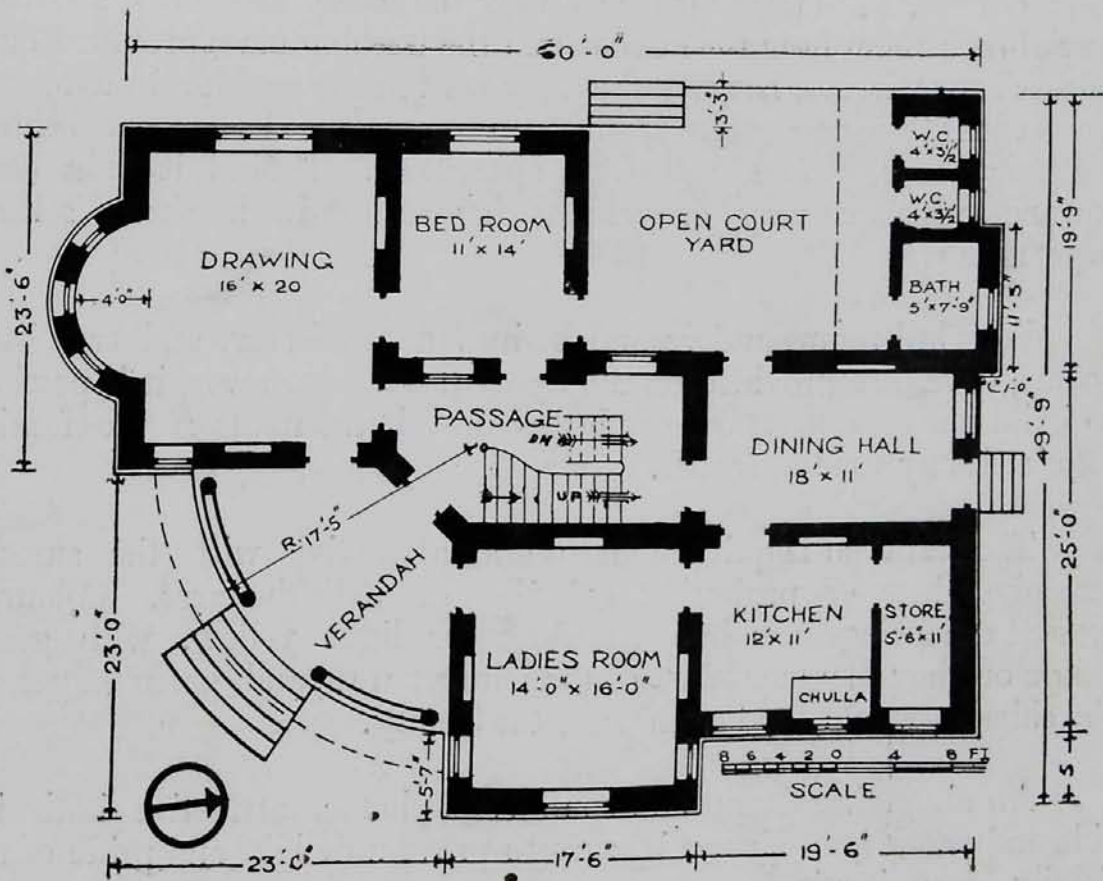 60'-0"
3'-3"
W.C.
4'x3½'
W.C.
4'x3½'
BED ROOM
11'x 14'
OPEN COURT
YARD
19'-9"
DRAWING
16' x 20
23'-6"
4'-0"
BATH
5'x7'-9"
11'-3"
C 1'-0"
49'-9"
PASSAGE
DN
DINING HALL
18' x 11'
UP
R. 17'-5"
25'-0"
VERANDAH
23'-0"
KITCHEN
12'x 11'
STORE
5'-6"x 11'
LADIES ROOM
14'-0" x 16'-0"
CHULLA
5'-7"
8 6 4 2 0 4 8 FT
SCALE
5
23'-0"
17'-6"
19'-6"